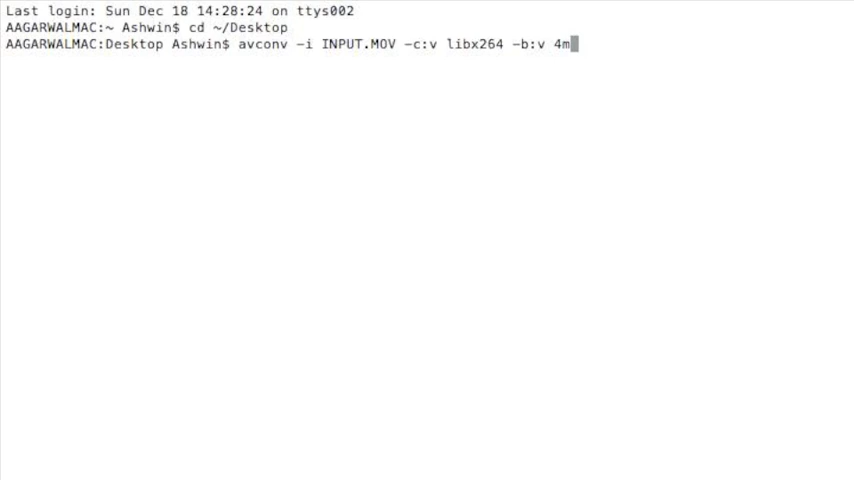 Last login: Sun Dec 18 14:28:24 on ttys002
AAGARWALMAC:~ Ashwin$ cd ~/Desktop
AAGARWALMAC:Desktop Ashwin$ avconv -i INPUT.MOV -c:v libx264 -b:v 4m